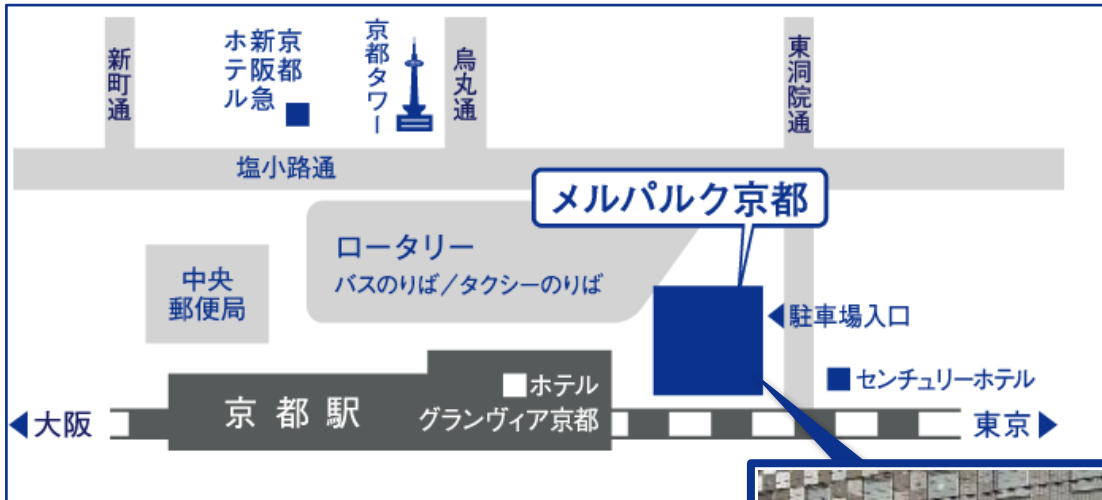 新町通
京都
新阪急
ホテル
京都タワー
烏丸通
東洞院通
塩小路通
メルパルク京都
ロータリー
バスのりば／タクシーのりば
中央
郵便局
◀駐車場入口
■センチュリーホテル
京都駅
□ホテル
グランヴィア京都
◀大阪
東京▶